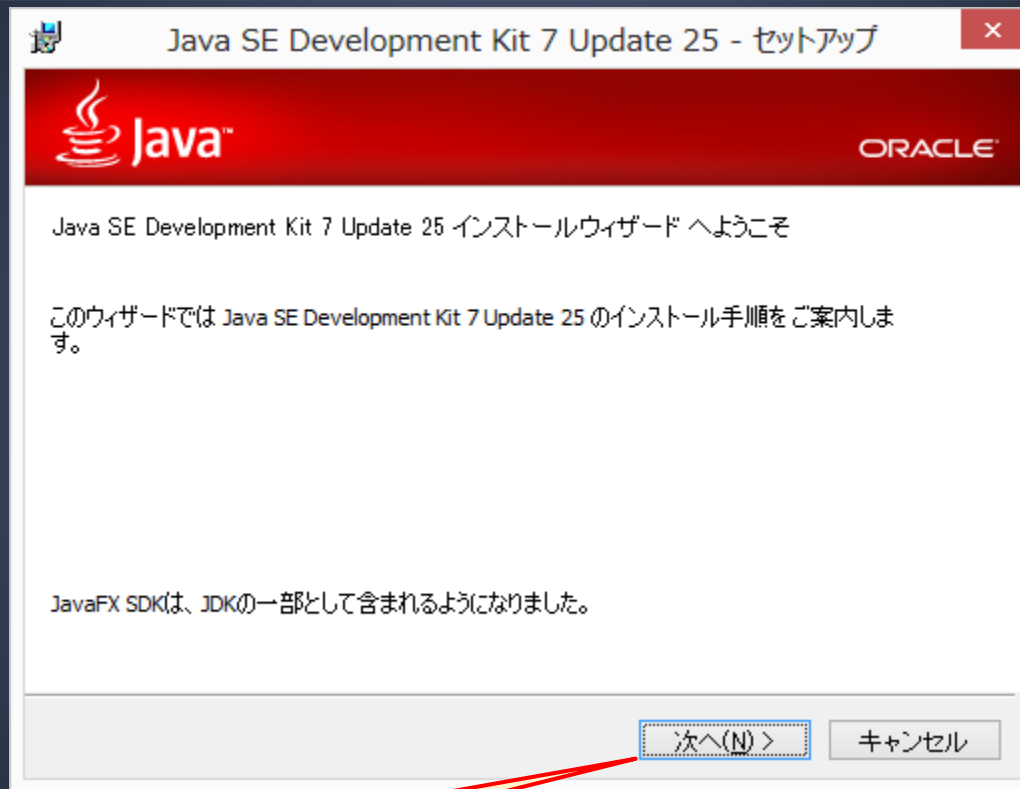 Java SE Development Kit 7 Update 25 - セットアップ
Java™
ORACLE
Java SE Development Kit 7 Update 25 インストールウィザード へようこそ
このウィザードでは Java SE Development Kit 7 Update 25 のインストール手順をご案内しま
す。
JavaFX SDKは、JDKの一部として含まれるようになりました。
次へ(N) >
キャンセル